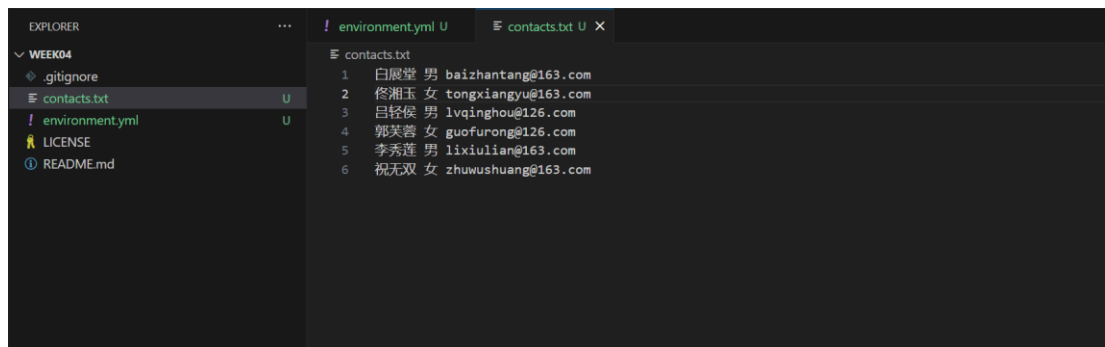 EXPLORER ···
WEEK04
.gitignore
contacts.txt U
! environment.yml U
LICENSE
README.md
! environment.yml U contacts.txt U ×
contacts.txt
1 白展堂 男 baizhantang@163.com
2 佟湘玉 女 tongxiangyu@163.com
3 吕轻侯 男 lvqinghou@126.com
4 郭芙蓉 女 guofurong@126.com
5 李秀莲 男 lixiulian@163.com
6 祝无双 女 zhuwushuang@163.com